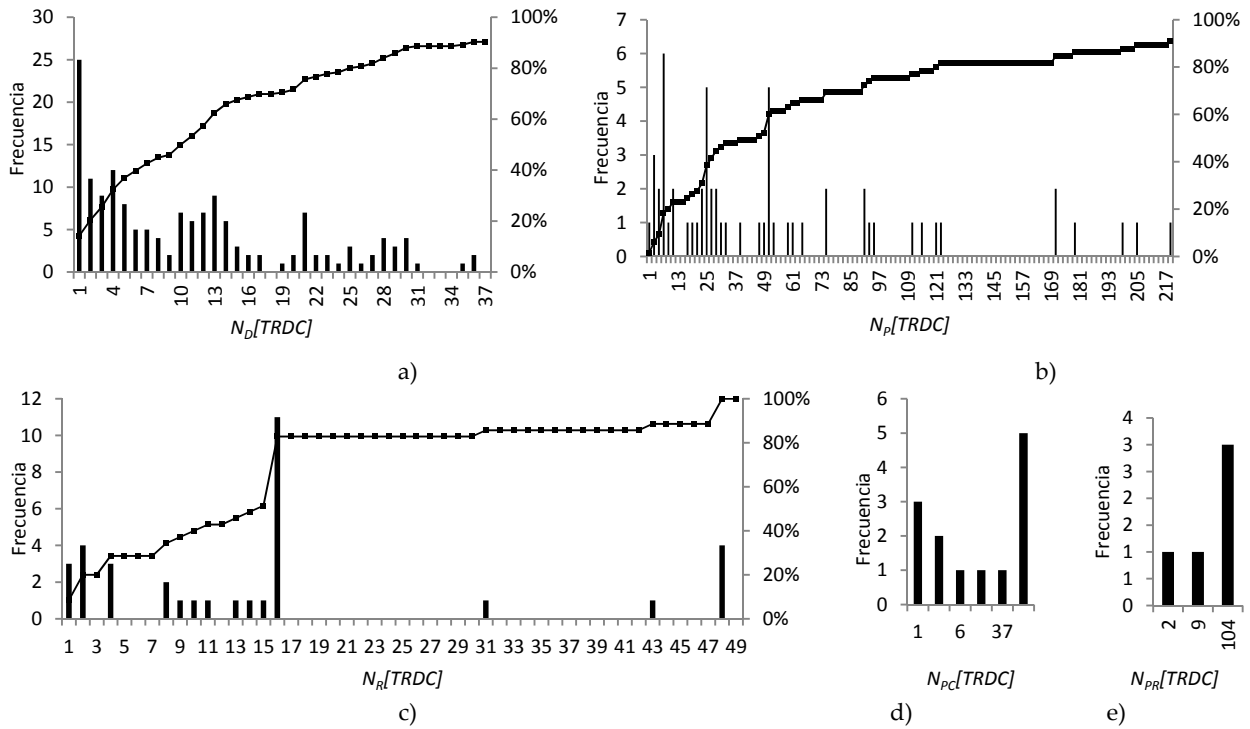 30
25
20
15
10
5
0
Frecuencia
100%
80%
60%
40%
20%
0%
1 4 7 10 13 16 19 22 25 28 31 34 37
N_D[TRDC]
a)
7
6
5
4
3
2
1
0
Frecuencia
100%
80%
60%
40%
20%
0%
1 13 25 37 49 61 73 85 97 109 121 133 145 157 169 181 193 205 217
N_P[TRDC]
b)
12
10
8
6
4
2
0
Frecuencia
100%
80%
60%
40%
20%
0%
1 3 5 7 9 11 13 15 17 19 21 23 25 27 29 31 33 35 37 39 41 43 45 47 49
N_R[TRDC]
c)
6
5
4
3
2
1
0
Frecuencia
1 6 37
N_PC[TRDC]
d)
4
3
3
2
2
1
1
0
Frecuencia
2 9 104
N_PR[TRDC]
e)